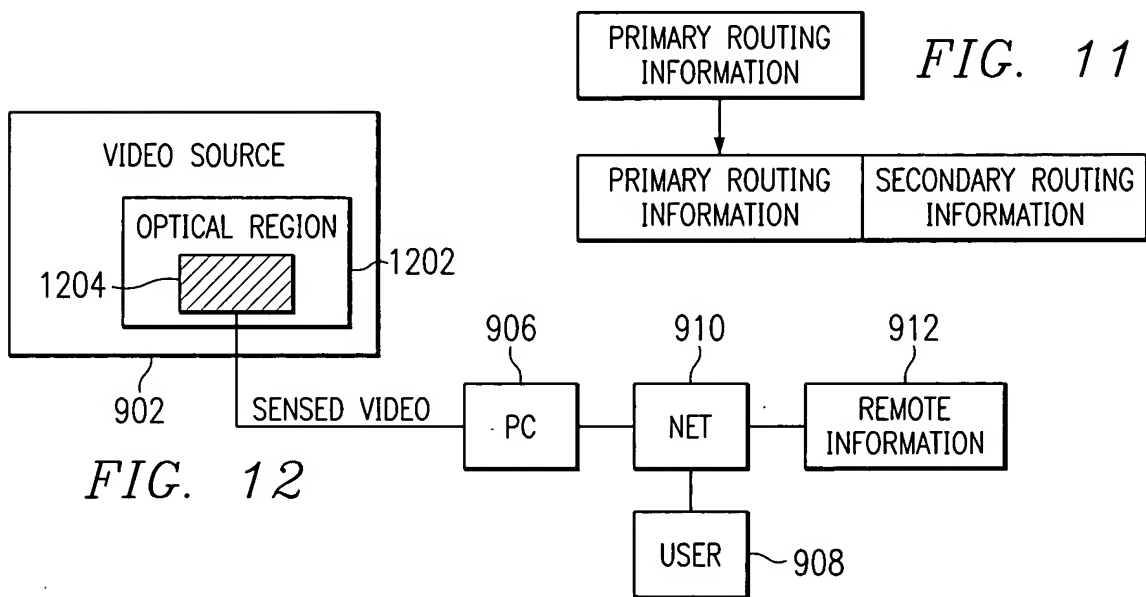 PRIMARY ROUTING
INFORMATION
FIG. 11
PRIMARY ROUTING
INFORMATION
SECONDARY ROUTING
INFORMATION
VIDEO SOURCE
OPTICAL REGION
1204
1202
902
SENSED VIDEO
906
PC
910
NET
912
REMOTE
INFORMATION
USER
908
FIG. 12